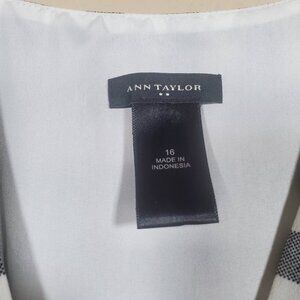 ANN TAYLOR
16
MADE IN
INDONESIA